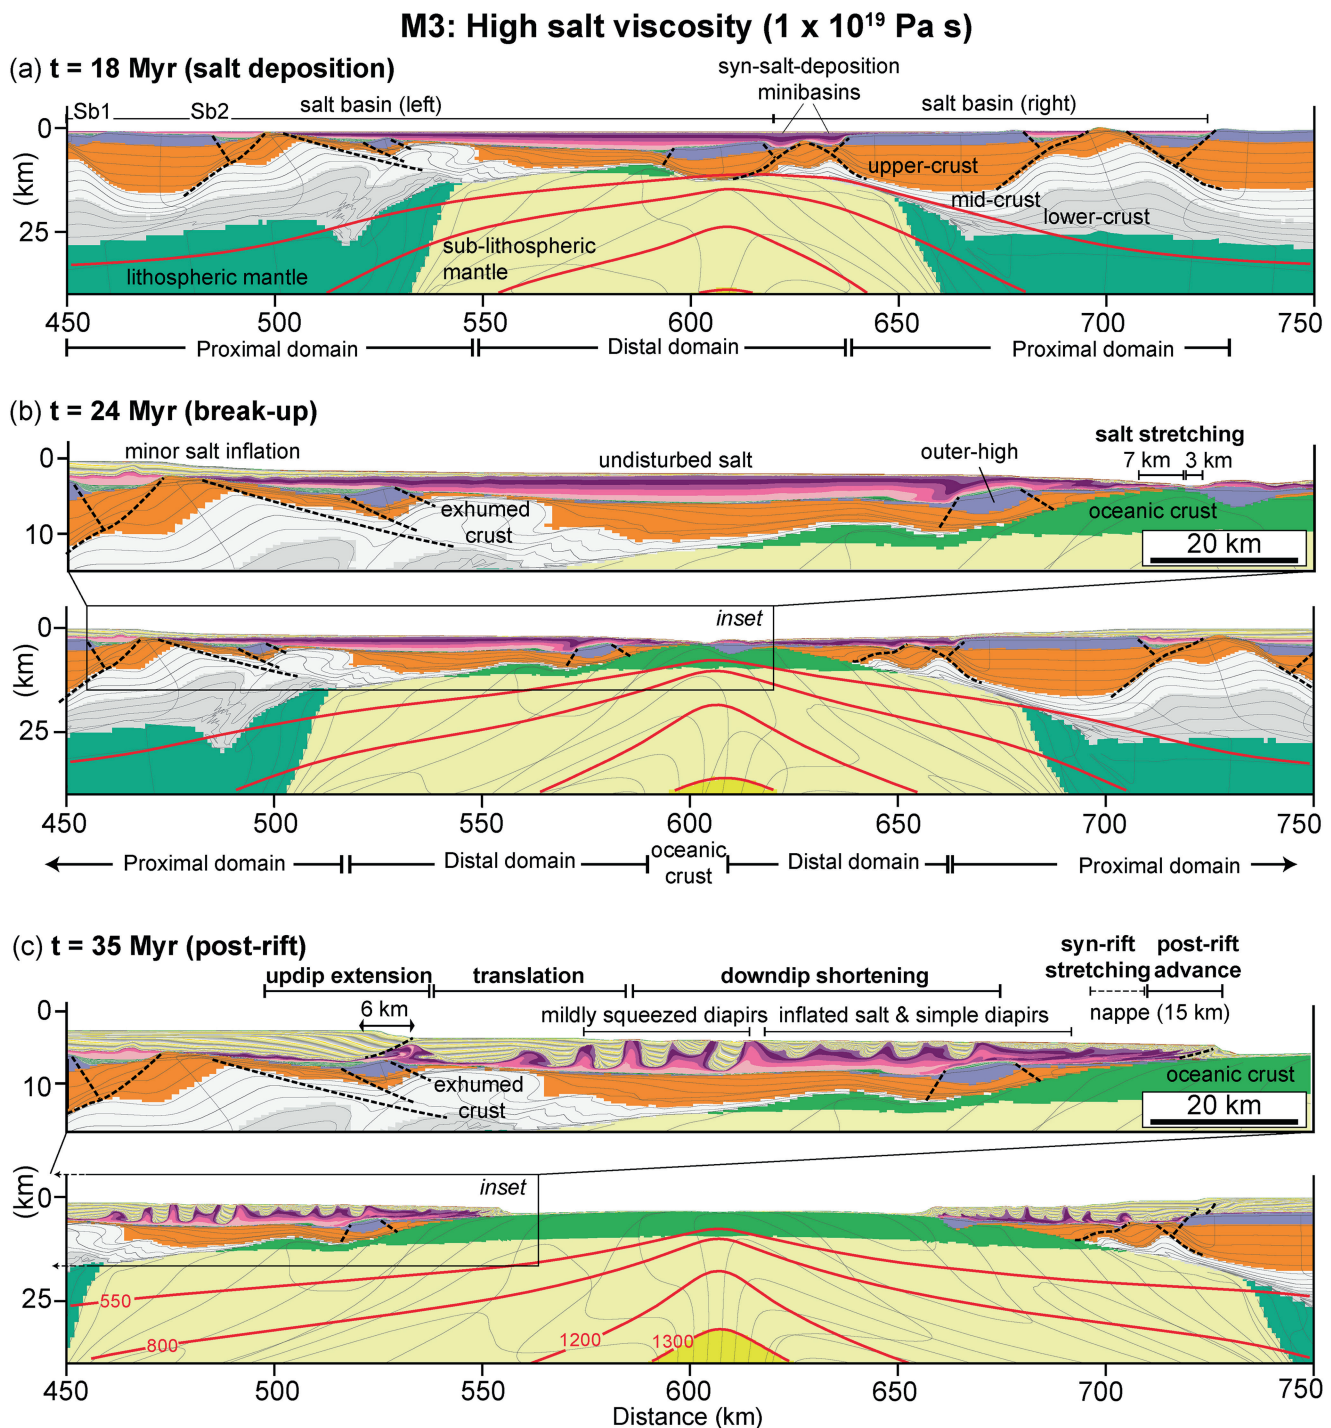 M3: High salt viscosity (1 x 10¹⁹ Pa s)
(a) t = 18 Myr (salt deposition)
syn-salt-deposition
minibasins
Sb1
Sb2
salt basin (left)
salt basin (right)
0
25
(km)
upper-crust
mid-crust
lower-crust
sub-lithospheric
mantle
lithospheric mantle
450 500 550 600 650 700 750
Proximal domain
Distal domain
Proximal domain
(b) t = 24 Myr (break-up)
salt stretching
7 km 3 km
minor salt inflation
undisturbed salt
outer-high
0
10
exhumed
crust
oceanic crust
20 km
inset
0
25
(km)
450 500 550 600 650 700 750
Proximal domain
Distal domain
oceanic
crust
Distal domain
Proximal domain
(c) t = 35 Myr (post-rift)
syn-rift
stretching
post-rift
advance
updip extension
translation
downdip shortening
6 km
mildly squeezed diapirs
inflated salt & simple diapirs
nappe (15 km)
0
10
exhumed
crust
oceanic crust
20 km
inset
0
25
(km)
550
800
1200
1300
450 500 550 600 650 700 750
Distance (km)